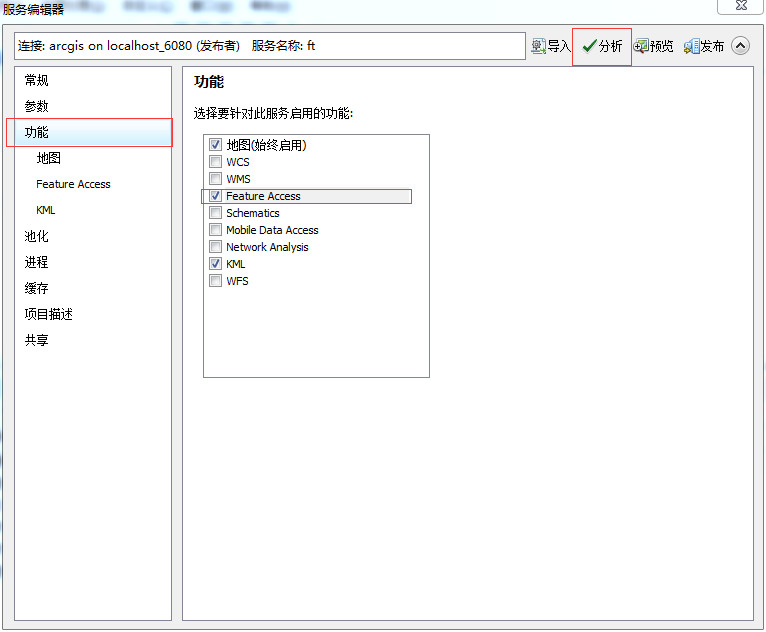 服务编辑器
连接: arcgis on localhost_6080 (发布者) 服务名称: ft
导入
分析
预览
发布
常规
参数
功能
地图
Feature Access
KML
池化
进程
缓存
项目描述
共享
功能
选择要针对此服务启用的功能:
地图(始终启用)
WCS
WMS
Feature Access
Schematics
Mobile Data Access
Network Analysis
KML
WFS